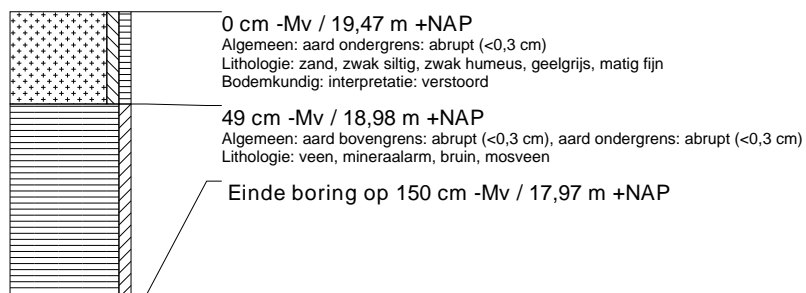 0 cm -Mv / 19,47 m +NAP
Algemeen: aard ondergrens: abrupt (<0,3 cm)
Lithologie: zand, zwak siltig, zwak humeus, geelgrijs, matig fijn
Bodemkundig: interpretatie: verstoord
49 cm -Mv / 18,98 m +NAP
Algemeen: aard bovengrens: abrupt (<0,3 cm), aard ondergrens: abrupt (<0,3 cm)
Lithologie: veen, mineraalarm, bruin, mosveen
Einde boring op 150 cm -Mv / 17,97 m +NAP